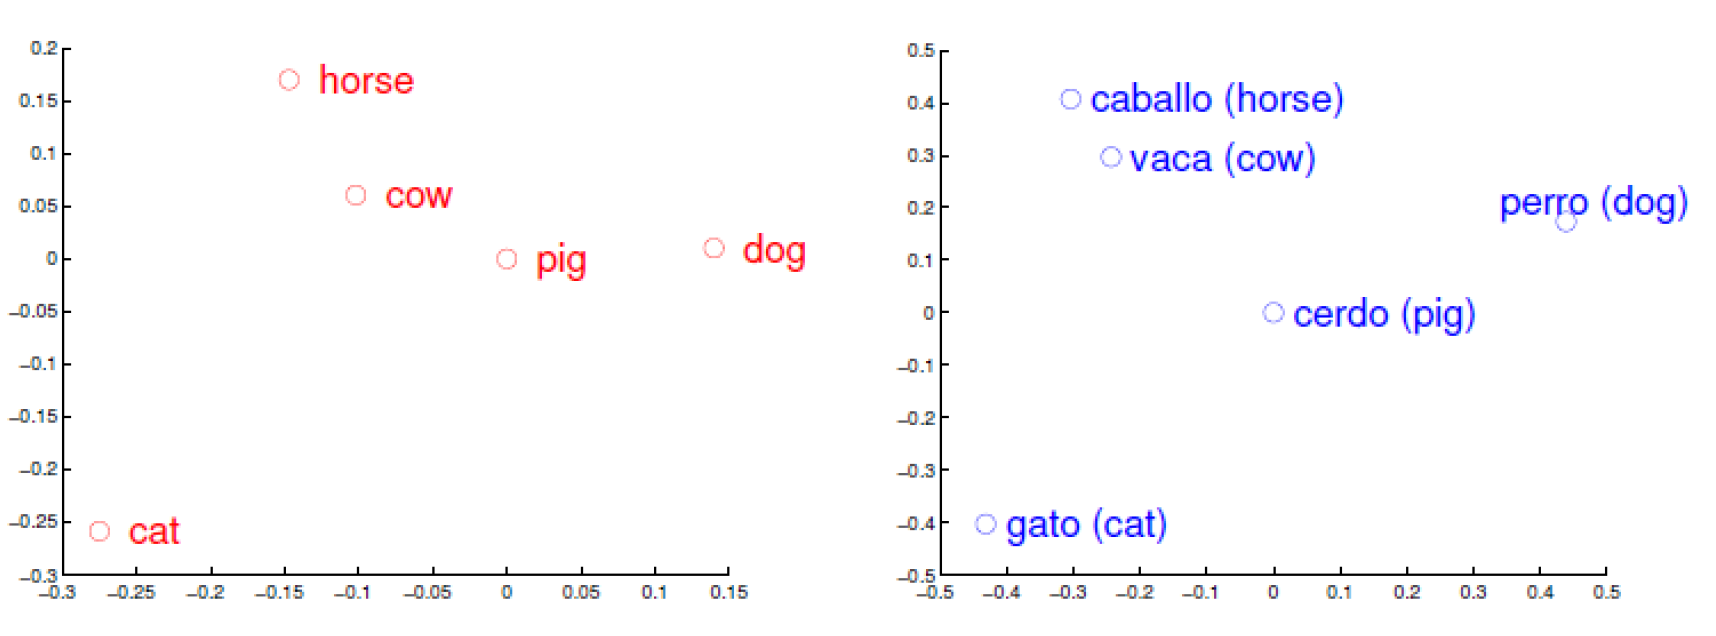 0.2
0.15
0.1
0.05
0
−0.05
−0.1
−0.15
−0.2
−0.25
−0.3
−0.3 −0.25 −0.2 −0.15 −0.1 −0.05 0 0.05 0.1 0.15
horse
cow
pig
dog
cat
0.5
0.4
0.3
0.2
0.1
0
−0.1
−0.2
−0.3
−0.4
−0.5
−0.5 −0.4 −0.3 −0.2 −0.1 0 0.1 0.2 0.3 0.4 0.5
caballo (horse)
vaca (cow)
perro (dog)
cerdo (pig)
gato (cat)